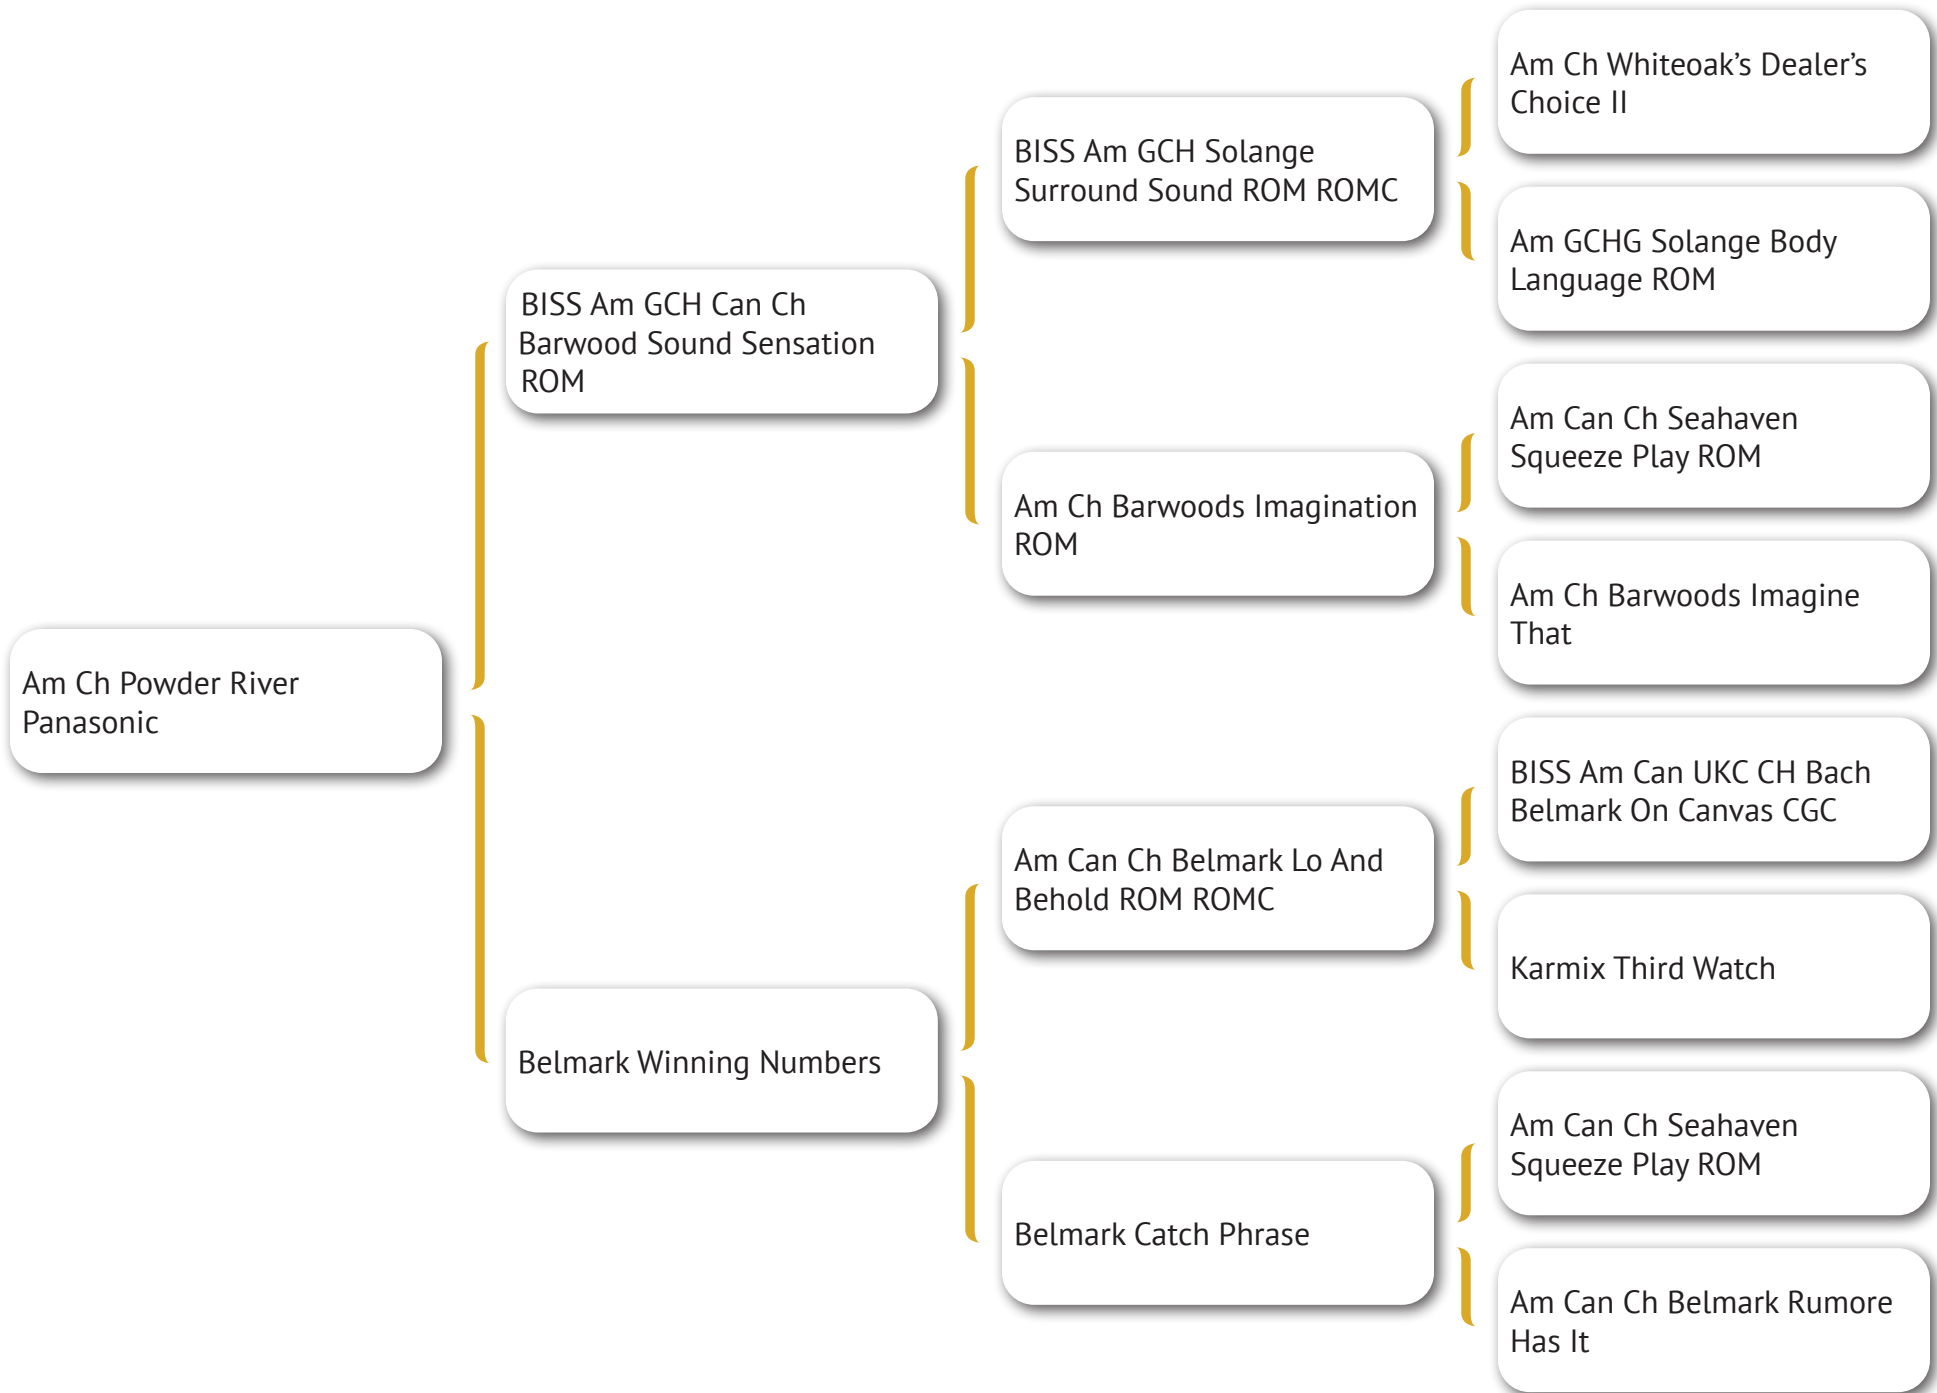 Am Ch Whiteoak’s Dealer’s
Choice II
BISS Am GCH Solange
Surround Sound ROM ROMC
Am GCHG Solange Body
Language ROM
BISS Am GCH Can Ch
Barwood Sound Sensation
ROM
Am Can Ch Seahaven
Squeeze Play ROM
Am Ch Barwoods Imagination
ROM
Am Ch Barwoods Imagine
That
Am Ch Powder River
Panasonic
BISS Am Can UKC CH Bach
Belmark On Canvas CGC
Am Can Ch Belmark Lo And
Behold ROM ROMC
Karmix Third Watch
Belmark Winning Numbers
Am Can Ch Seahaven
Squeeze Play ROM
Belmark Catch Phrase
Am Can Ch Belmark Rumore
Has It